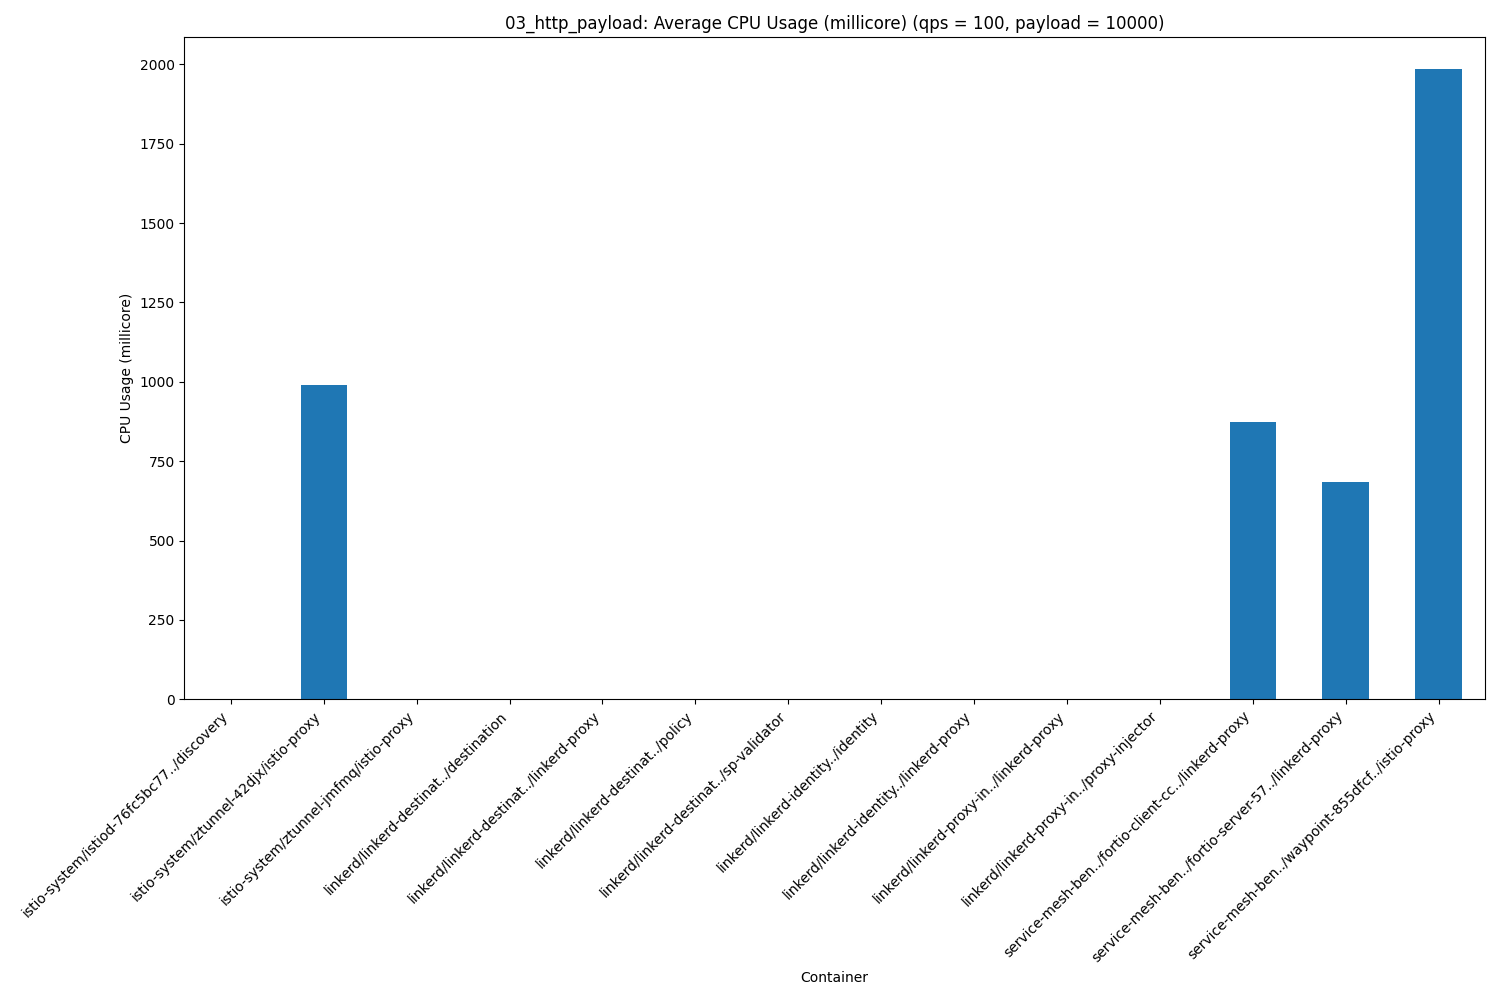 03_http_payload: Average CPU Usage (millicore) (qps = 100, payload = 10000)
2000
1750
1500
1250
1000
750
500
250
0
CPU Usage (millicore)
istio-system/istiod-76fc5bc77../discovery
istio-system/ztunnel-42djx/istio-proxy
istio-system/ztunnel-jmfmq/istio-proxy
linkerd/linkerd-destinat../destination
linkerd/linkerd-destinat../linkerd-proxy
linkerd/linkerd-destinat../policy
linkerd/linkerd-destinat../sp-validator
linkerd/linkerd-identity../identity
linkerd/linkerd-identity../linkerd-proxy
linkerd/linkerd-proxy-in../linkerd-proxy
linkerd/linkerd-proxy-in../proxy-injector
service-mesh-ben../fortio-client-cc../linkerd-proxy
service-mesh-ben../fortio-server-57../linkerd-proxy
service-mesh-ben../waypoint-855dfcf../istio-proxy
Container